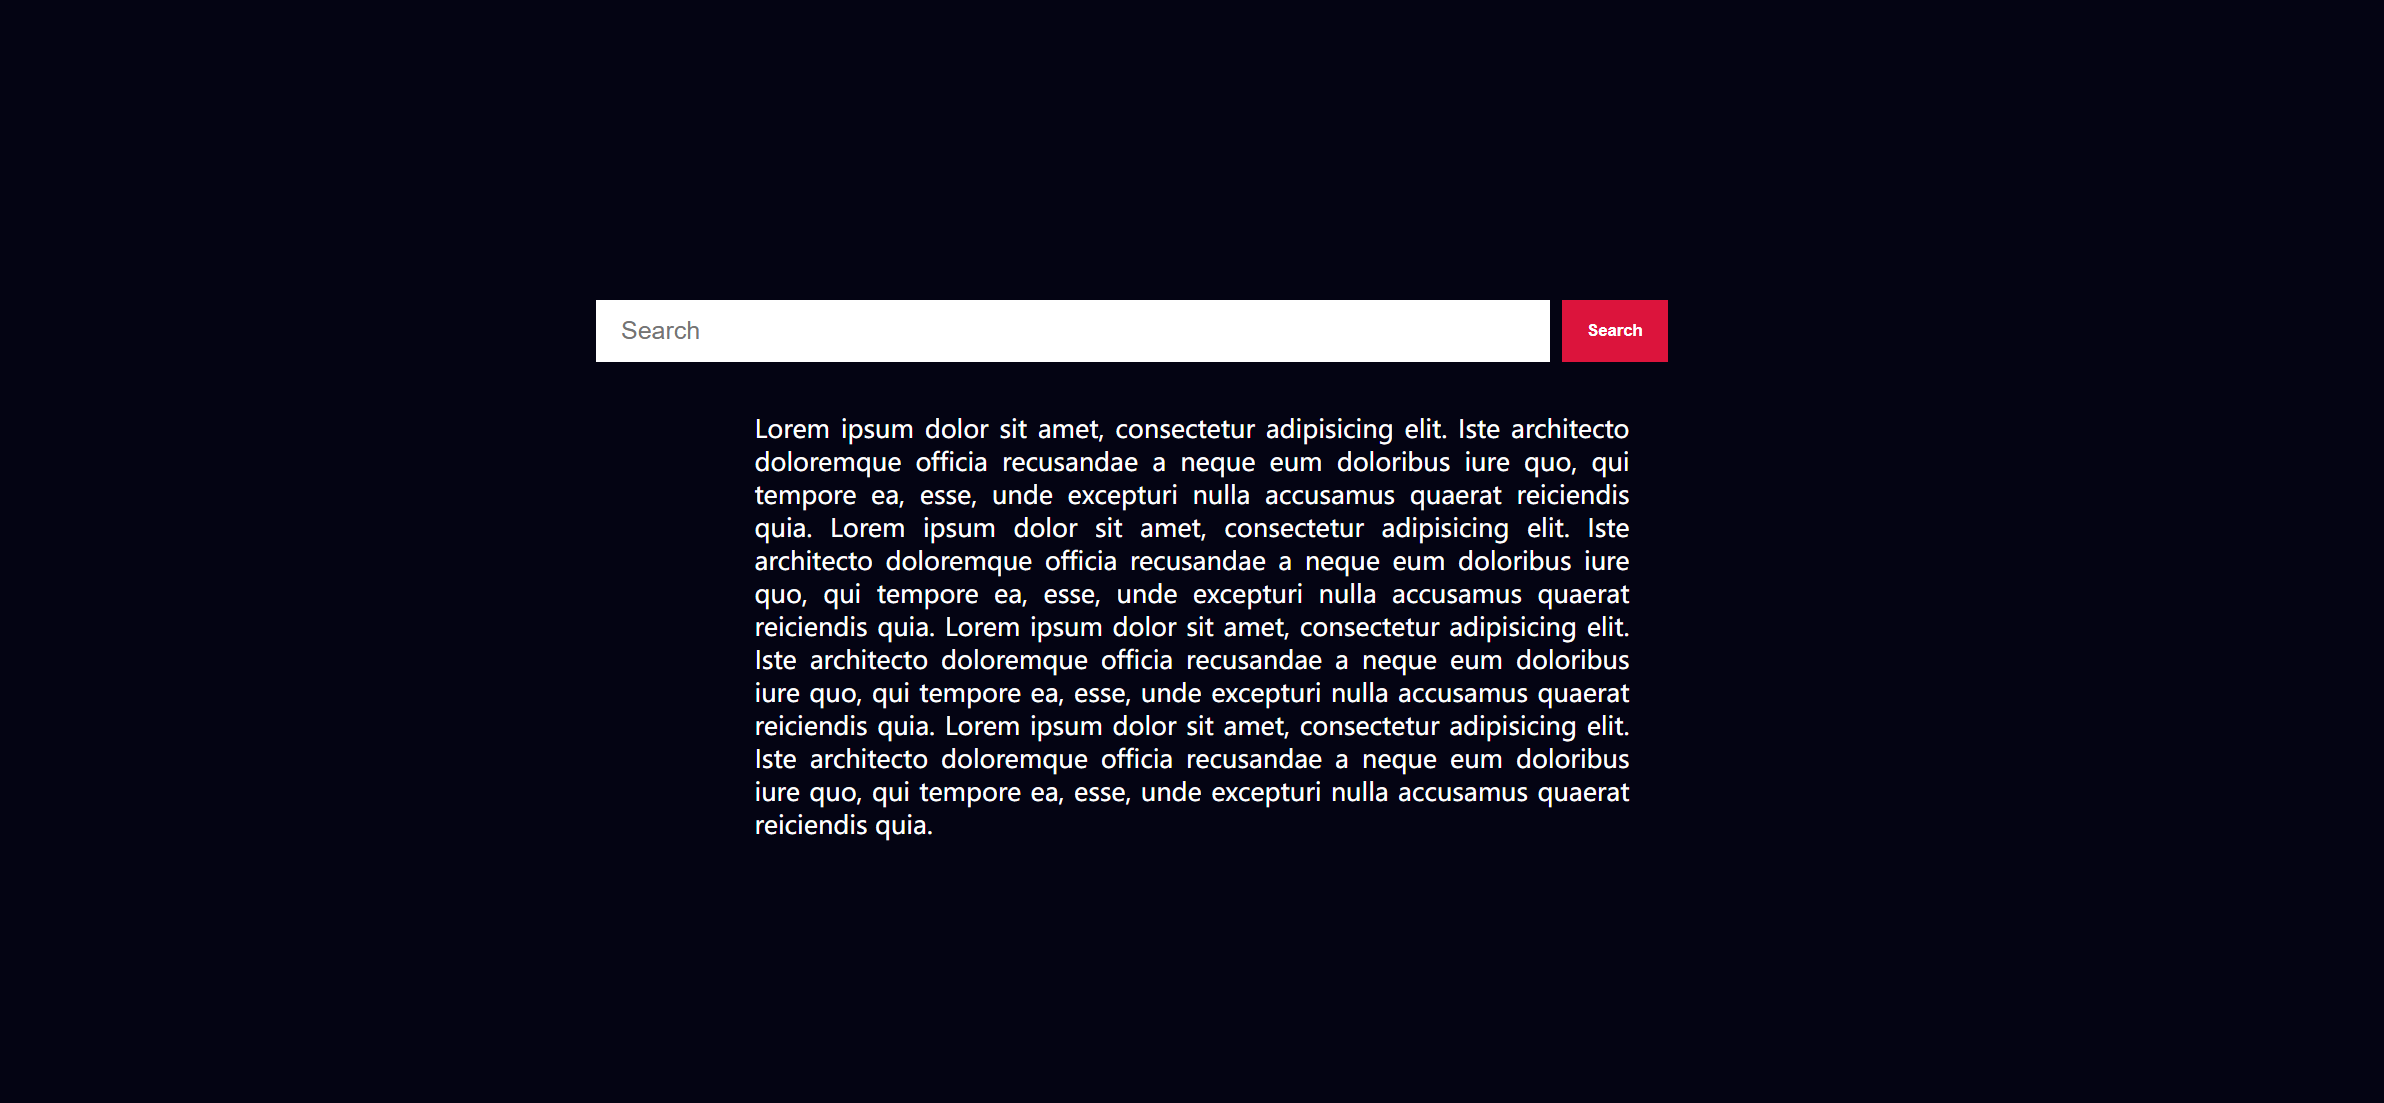 Search
Search
Lorem ipsum dolor sit amet, consectetur adipisicing elit. Iste architecto
doloremque officia recusandae a neque eum doloribus iure quo, qui
tempore ea, esse, unde excepturi nulla accusamus quaerat reiciendis
quia. Lorem ipsum dolor sit amet, consectetur adipisicing elit. Iste
architecto doloremque officia recusandae a neque eum doloribus iure
quo, qui tempore ea, esse, unde excepturi nulla accusamus quaerat
reiciendis quia. Lorem ipsum dolor sit amet, consectetur adipisicing elit.
Iste architecto doloremque officia recusandae a neque eum doloribus
iure quo, qui tempore ea, esse, unde excepturi nulla accusamus quaerat
reiciendis quia. Lorem ipsum dolor sit amet, consectetur adipisicing elit.
Iste architecto doloremque officia recusandae a neque eum doloribus
iure quo, qui tempore ea, esse, unde excepturi nulla accusamus quaerat
reiciendis quia.